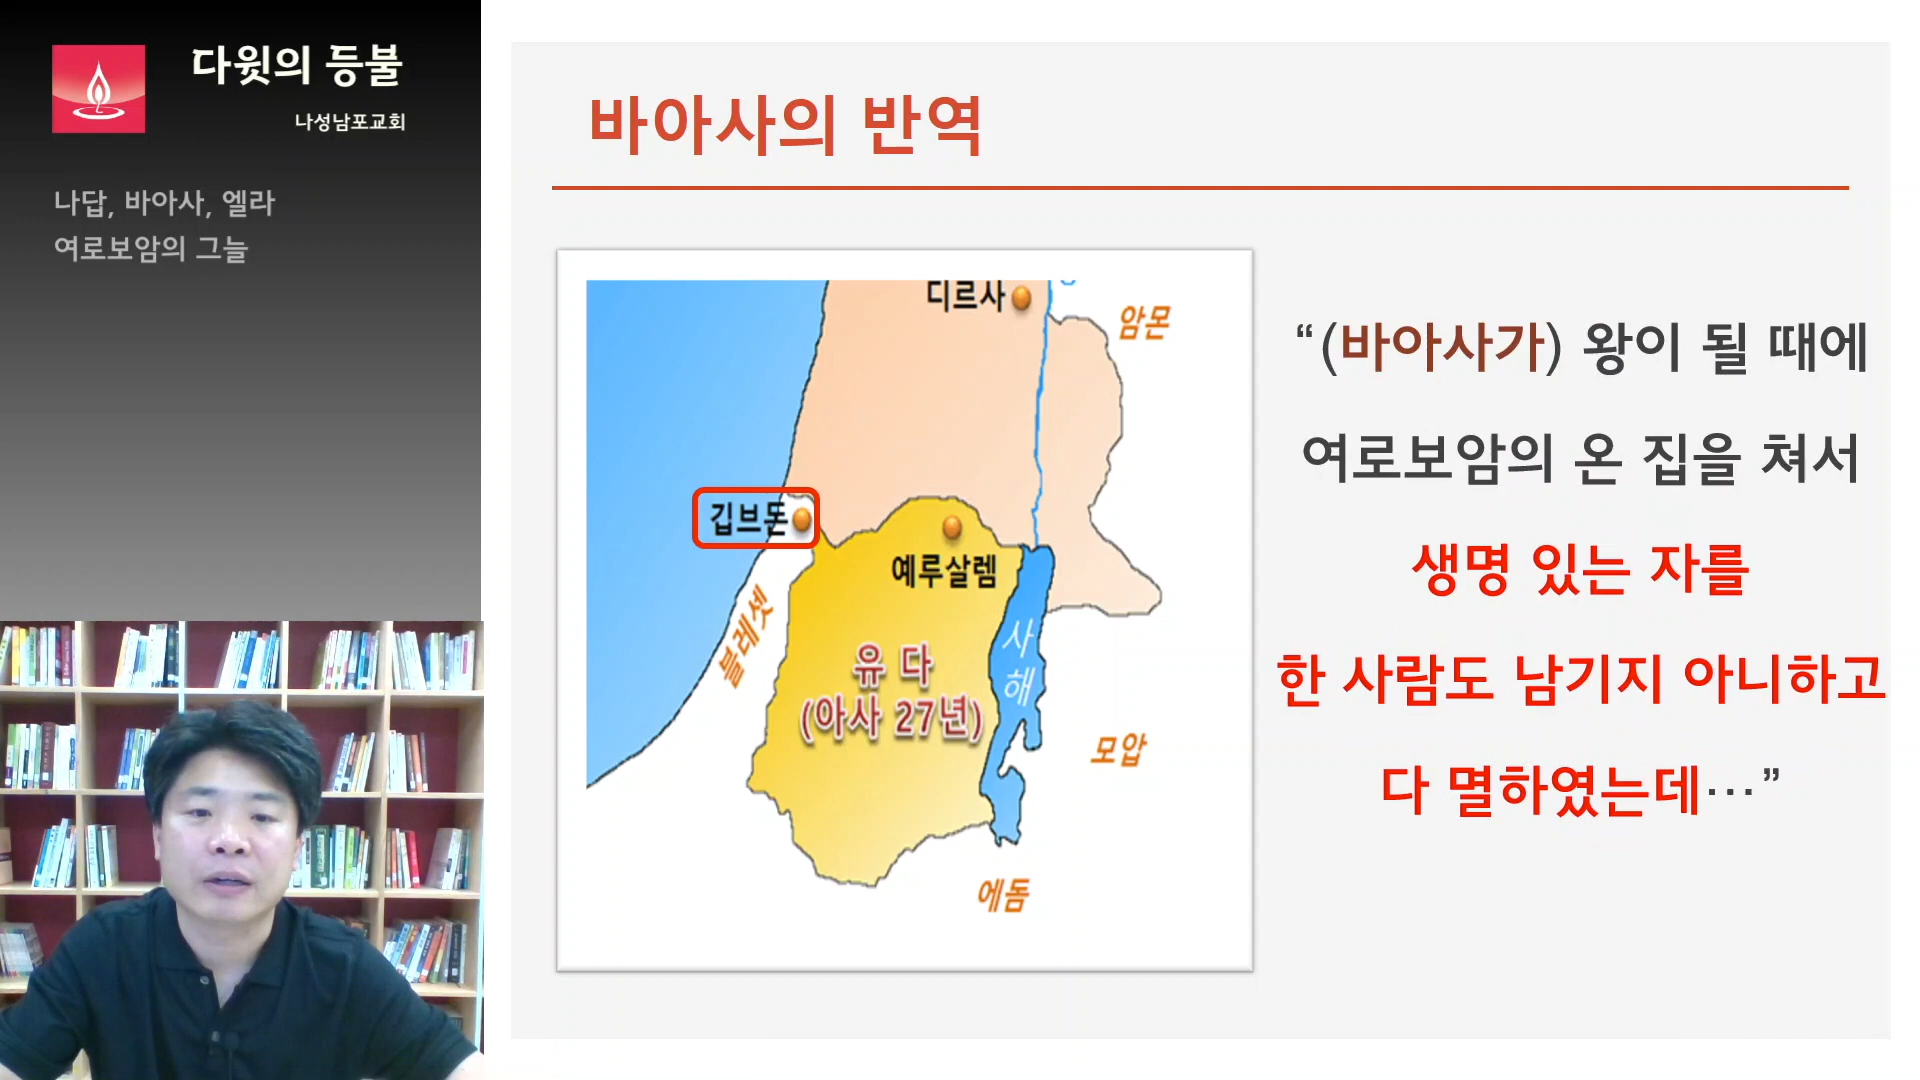 다윗의 등불
나성남포교회
나답, 바아사, 엘라
여로보암의 그늘
바아사의 반역
디르사
암몬
깁브돈
예루살렘
블레셋
사해
유 다
(아사 27년)
모압
에돔
“(바아사가) 왕이 될 때에
여로보암의 온 집을 쳐서
생명 있는 자를
한 사람도 남기지 아니하고
다 멸하였는데…”